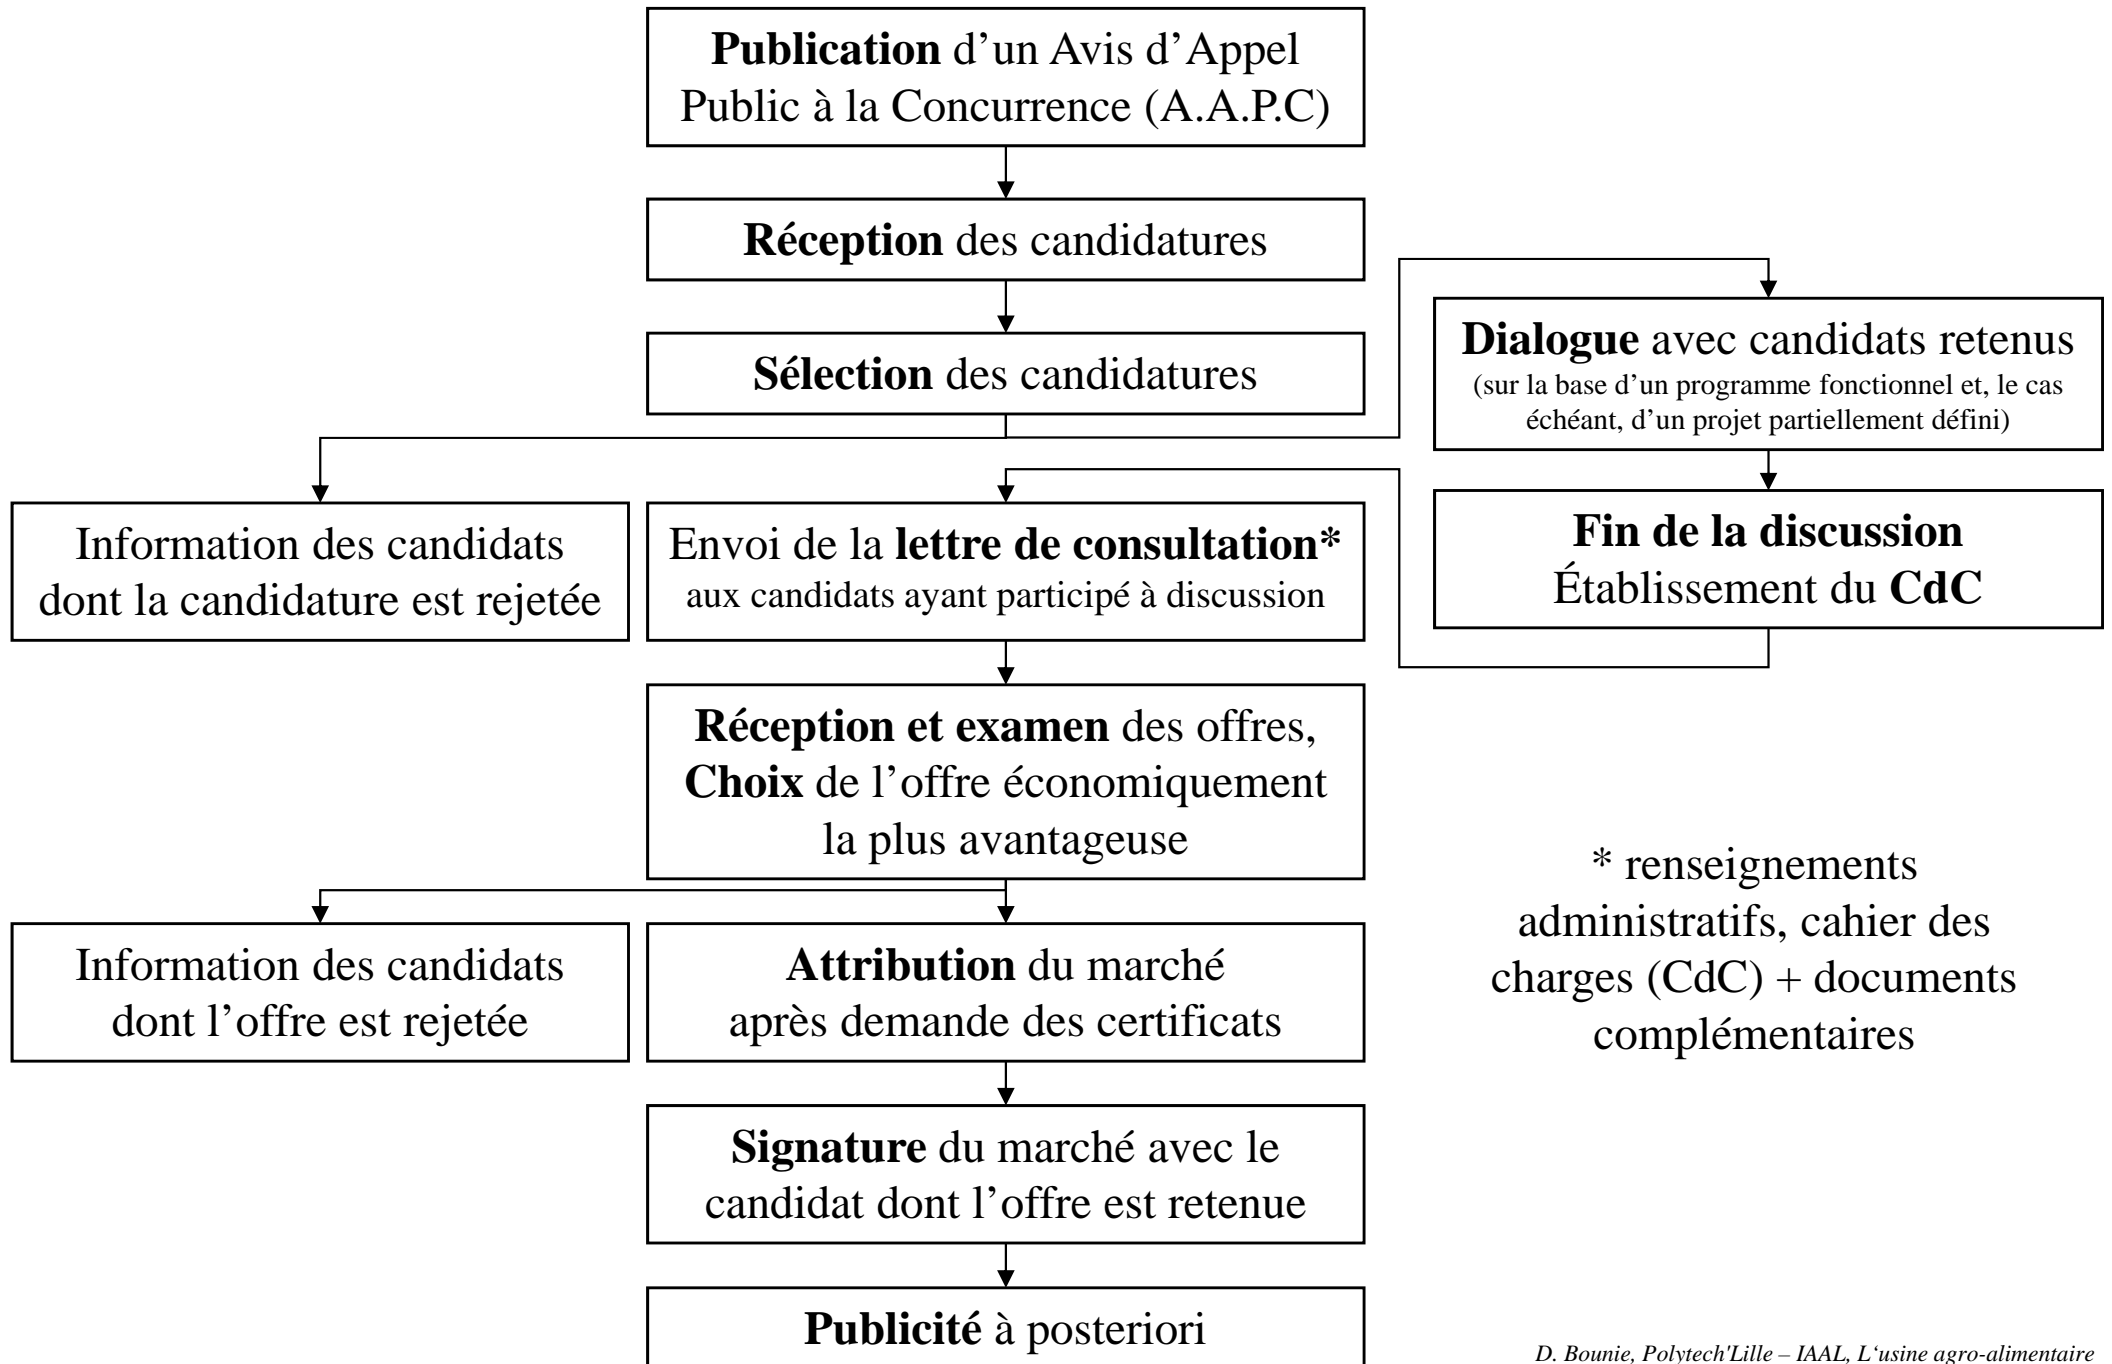 Publication d’un Avis d’Appel
Public à la Concurrence (A.A.P.C)
Réception des candidatures
Sélection des candidatures
Dialogue avec candidats retenus
(sur la base d’un programme fonctionnel et, le cas
échéant, d’un projet partiellement défini)
Fin de la discussion
Établissement du CdC
Information des candidats
dont la candidature est rejetée
Envoi de la lettre de consultation*
aux candidats ayant participé à discussion
Réception et examen des offres,
Choix de l’offre économiquement
la plus avantageuse
* renseignements
administratifs, cahier des
charges (CdC) + documents
complémentaires
Information des candidats
dont l’offre est rejetée
Attribution du marché
après demande des certificats
Signature du marché avec le
candidat dont l’offre est retenue
Publicité à posteriori
D. Bounie, Polytech'Lille – IAAL, L‘usine agro-alimentaire